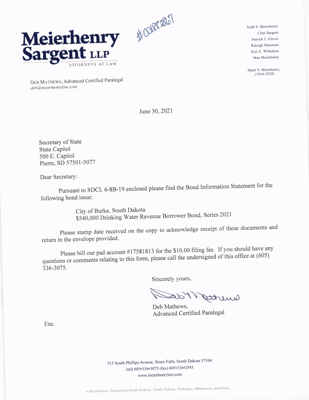 Meierhenry
Sargent LLP
ATTORNEYS AT LAW
Todd V. Meierhenry
Clint Sargent
Patrick J. Glover
Raleigh Hansman
Erin E. Willadsen
Mae Meierhenry
Mark V. Meierhenry
DEB MATHEWS, Advanced Certified Paralegal
deb@meierhenrylaw.com
June 30, 2021
Secretary of State
State Capitol
500 E. Capitol
Pierre, SD 57501-5077
Dear Secretary:
Pursuant to SDCL 6-8B-19 enclosed please find the Bond Information Statement for the
following bond issue:
City of Burke, South Dakota
$540,000 Drinking Water Revenue Borrower Bond, Series 2021
Please stamp date received on the copy to acknowledge receipt of these documents and
return in the envelope provided.
Please bill our pad account #17581813 for the $10.00 filing fee. If you should have any
questions or comments relating to this form, please call the undersigned of this office at (605)
336-3075.
Sincerely yours,
Deb Mathews
Deb Mathews,
Advanced Certified Paralegal
Enc.
315 South Phillips Avenue, Sioux Falls, South Dakota 57104
(tel) 605•336•3075 (fax) 605•336•2593
www.meierhenrylaw.com
with attorneys licensed in South Dakota, North Dakota, Nebraska, Minnesota, and Iowa